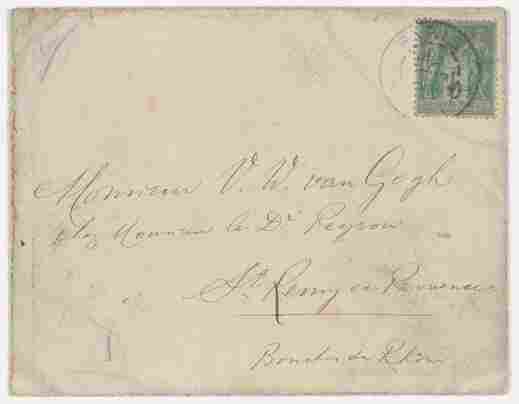 Monsieur V. W. van Gogh
chez Monsieur le Dr Peyron
St. Remy en Provence
Bouches du Rhône